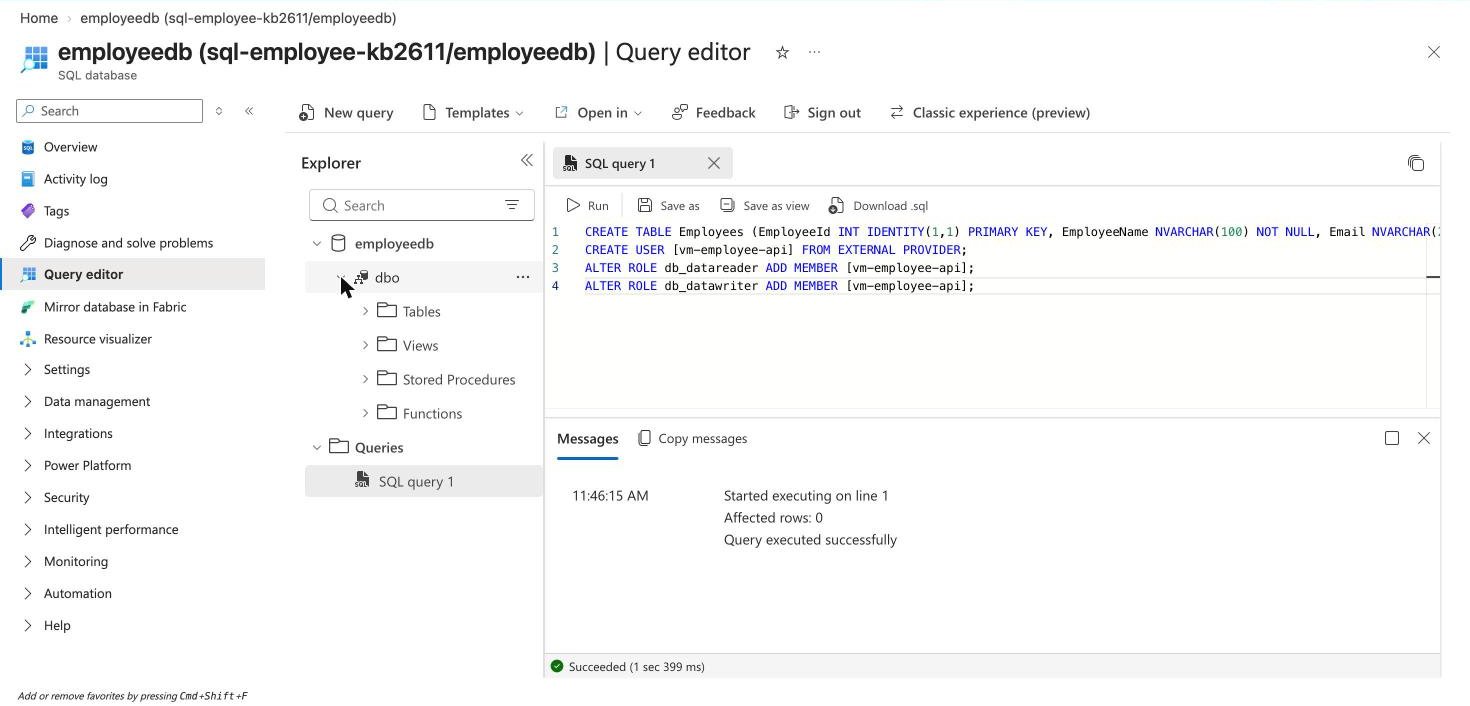 Home › employeedb (sql-employee-kb2611/employeedb)
employeedb (sql-employee-kb2611/employeedb) | Query editor
SQL database
Search
Overview
Activity log
Tags
Diagnose and solve problems
Query editor
Mirror database in Fabric
Resource visualizer
Settings
Data management
Integrations
Power Platform
Security
Intelligent performance
Monitoring
Automation
Help
Add or remove favorites by pressing Cmd+Shift+F
New query Templates Open in Feedback Sign out Classic experience (preview)
Explorer
Search
employeedb
dbo
Tables
Views
Stored Procedures
Functions
Queries
SQL query 1
SQL query 1
Run Save as Save as view Download .sql
1 CREATE TABLE Employees (EmployeeId INT IDENTITY(1,1) PRIMARY KEY, EmployeeName NVARCHAR(100) NOT NULL, Email NVARCHAR(
2 CREATE USER [vm-employee-api] FROM EXTERNAL PROVIDER;
3 ALTER ROLE db_datareader ADD MEMBER [vm-employee-api];
4 ALTER ROLE db_datawriter ADD MEMBER [vm-employee-api];
Messages Copy messages
11:46:15 AM Started executing on line 1
Affected rows: 0
Query executed successfully
Succeeded (1 sec 399 ms)